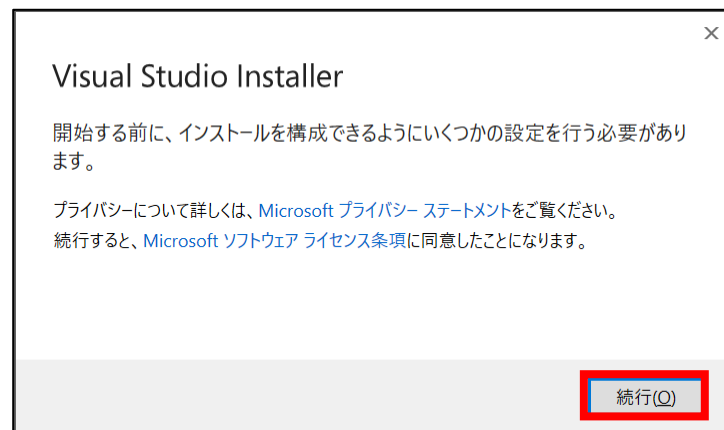 Visual Studio Installer
開始する前に、インストールを構成できるようにいくつかの設定を行う必要があり
ます。
プライバシーについて詳しくは、Microsoft プライバシー ステートメントをご覧ください。
続行すると、Microsoft ソフトウェア ライセンス条項に同意したことになります。
続行(O)